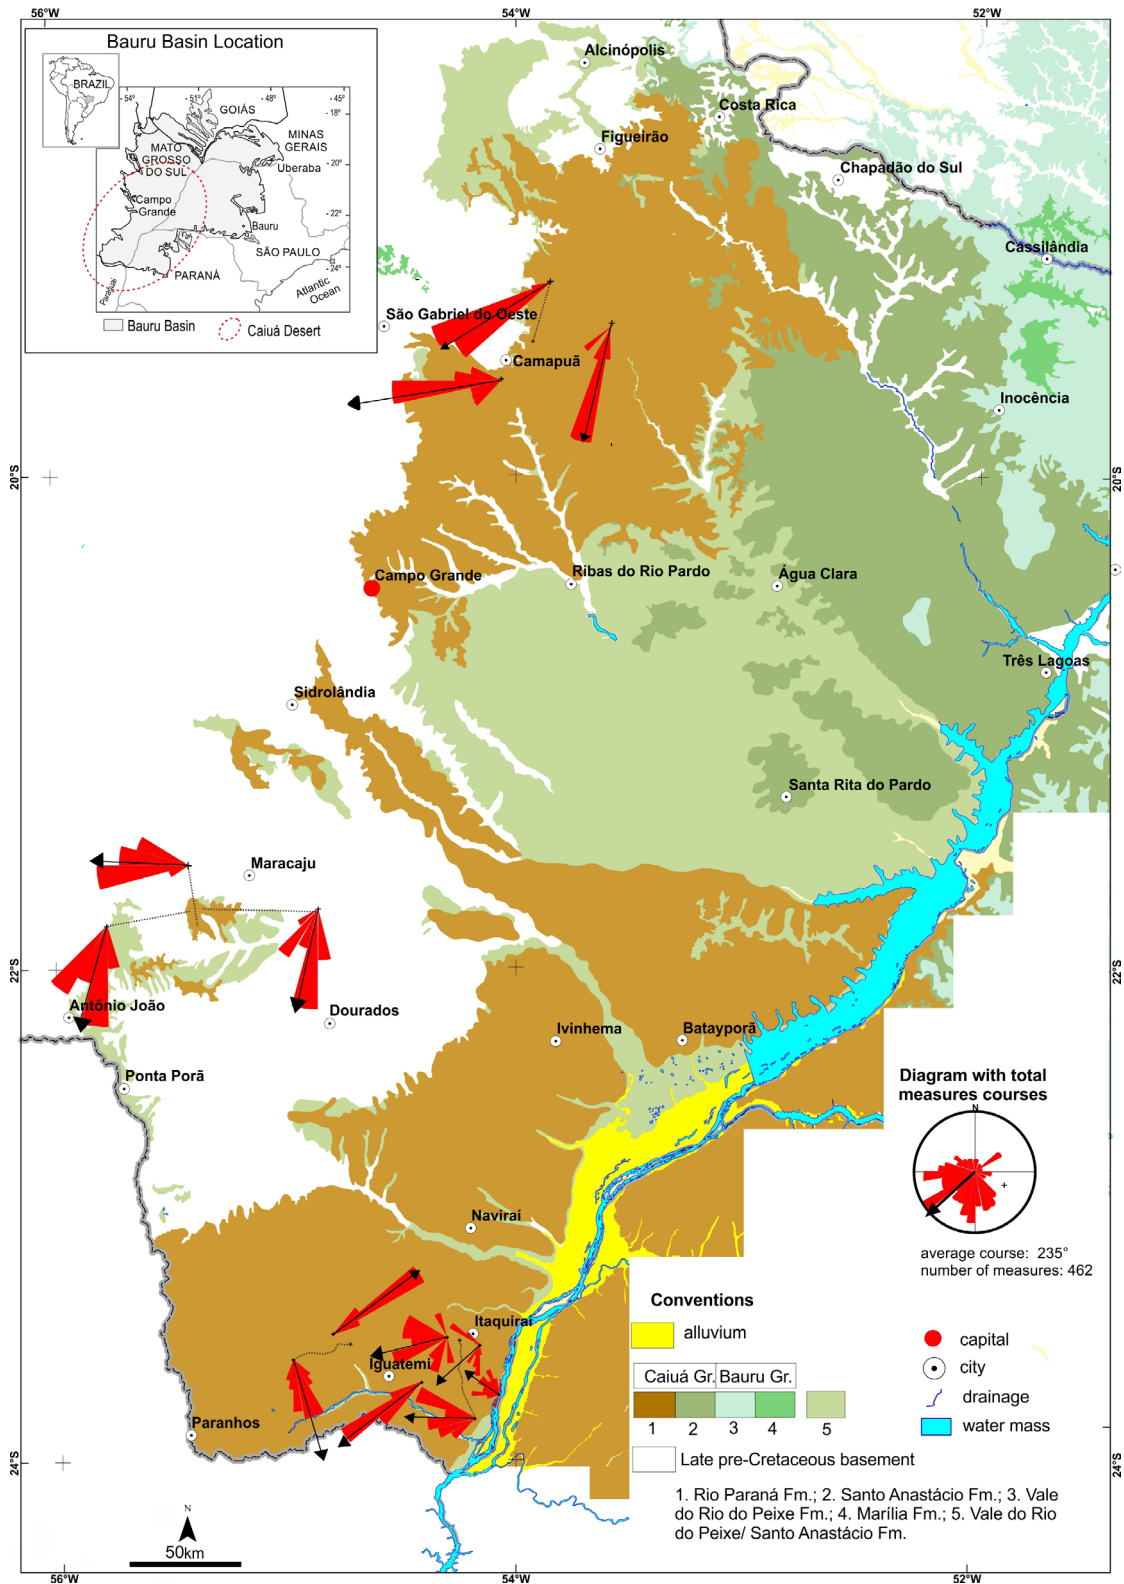 56°W
54°W
52°W
Bauru Basin Location
BRAZIL
-54°
-51°
-48°
-45°
-18°
GOIÁS
MINAS
GERAIS
MATO
GROSSO
DO SUL
-20°
Uberaba
Campo
Grande
-22°
Bauru
SÃO PAULO
-24°
PARANÁ
Paraguai
Atlantic
Ocean
Bauru Basin
Caiuá Desert
Alcinópolis
Costa Rica
Figueirão
Chapadão do Sul
Cassilândia
São Gabriel do Oeste
Camapuã
Inocência
20°S
20°S
Campo Grande
Ribas do Rio Pardo
Água Clara
Três Lagoas
Sidrolândia
Santa Rita do Pardo
Maracaju
22°S
22°S
Antônio João
Dourados
Ivinhema
Batayporã
Ponta Porã
Diagram with total
measures courses
N
average course: 235°
number of measures: 462
Naviraí
Itaquiraí
Iguatemi
Paranhos
24°S
24°S
Conventions
alluvium
Caiuá Gr.
Bauru Gr.
1
2
3
4
5
Late pre-Cretaceous basement
capital
city
drainage
water mass
1. Rio Paraná Fm.; 2. Santo Anastácio Fm.; 3. Vale
do Rio do Peixe Fm.; 4. Marília Fm.; 5. Vale do Rio
do Peixe/ Santo Anastácio Fm.
N
50km
56°W
54°W
52°W